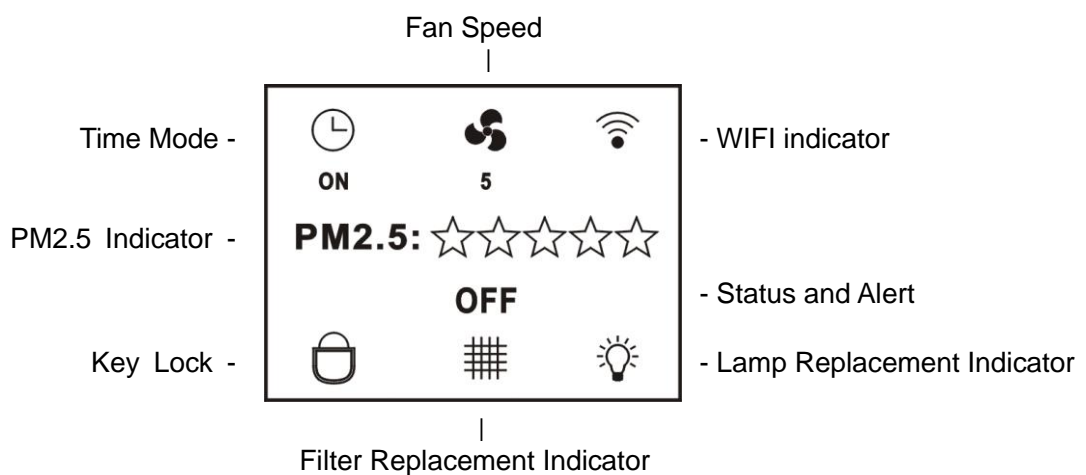 Fan Speed
Time Mode -
- WIFI indicator
ON 5
PM2.5 Indicator -
PM2.5:
OFF
- Status and Alert
Key Lock -
- Lamp Replacement Indicator
Filter Replacement Indicator